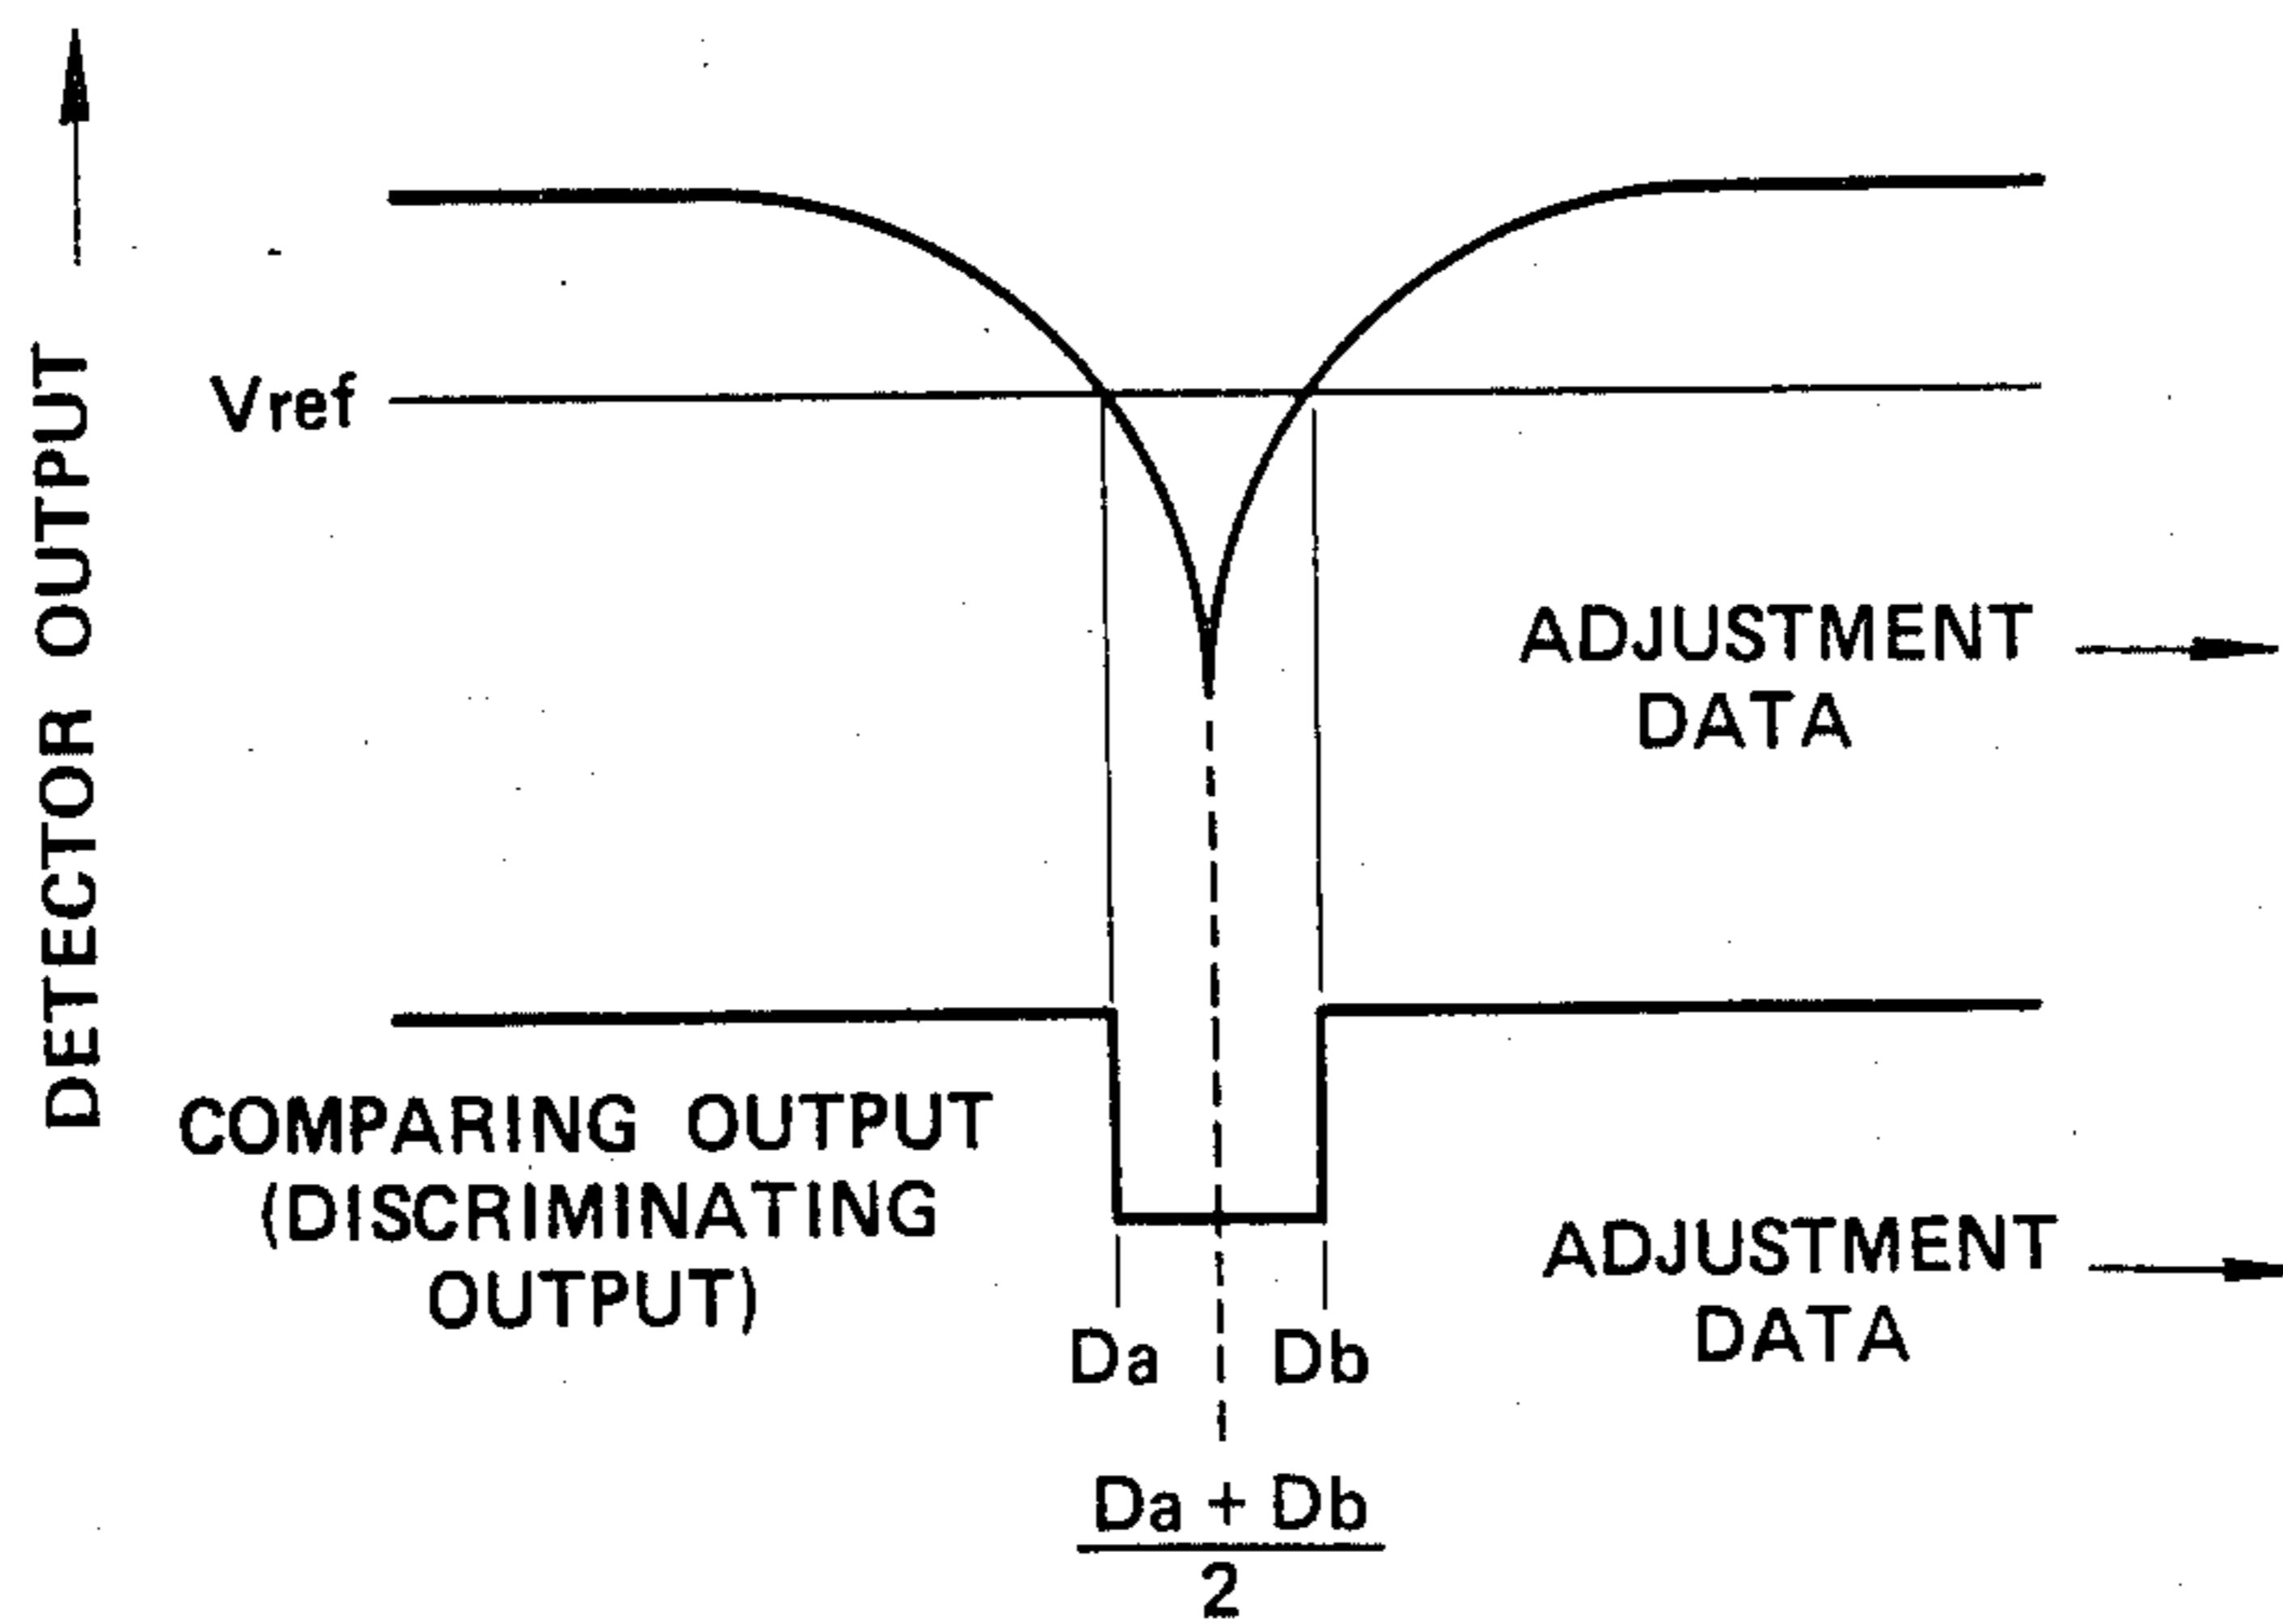 DETECTOR OUTPUT
Vref
ADJUSTMENT
DATA
COMPARING OUTPUT
(DISCRIMINATING
OUTPUT)
ADJUSTMENT
DATA
Da Db
Da + Db
2